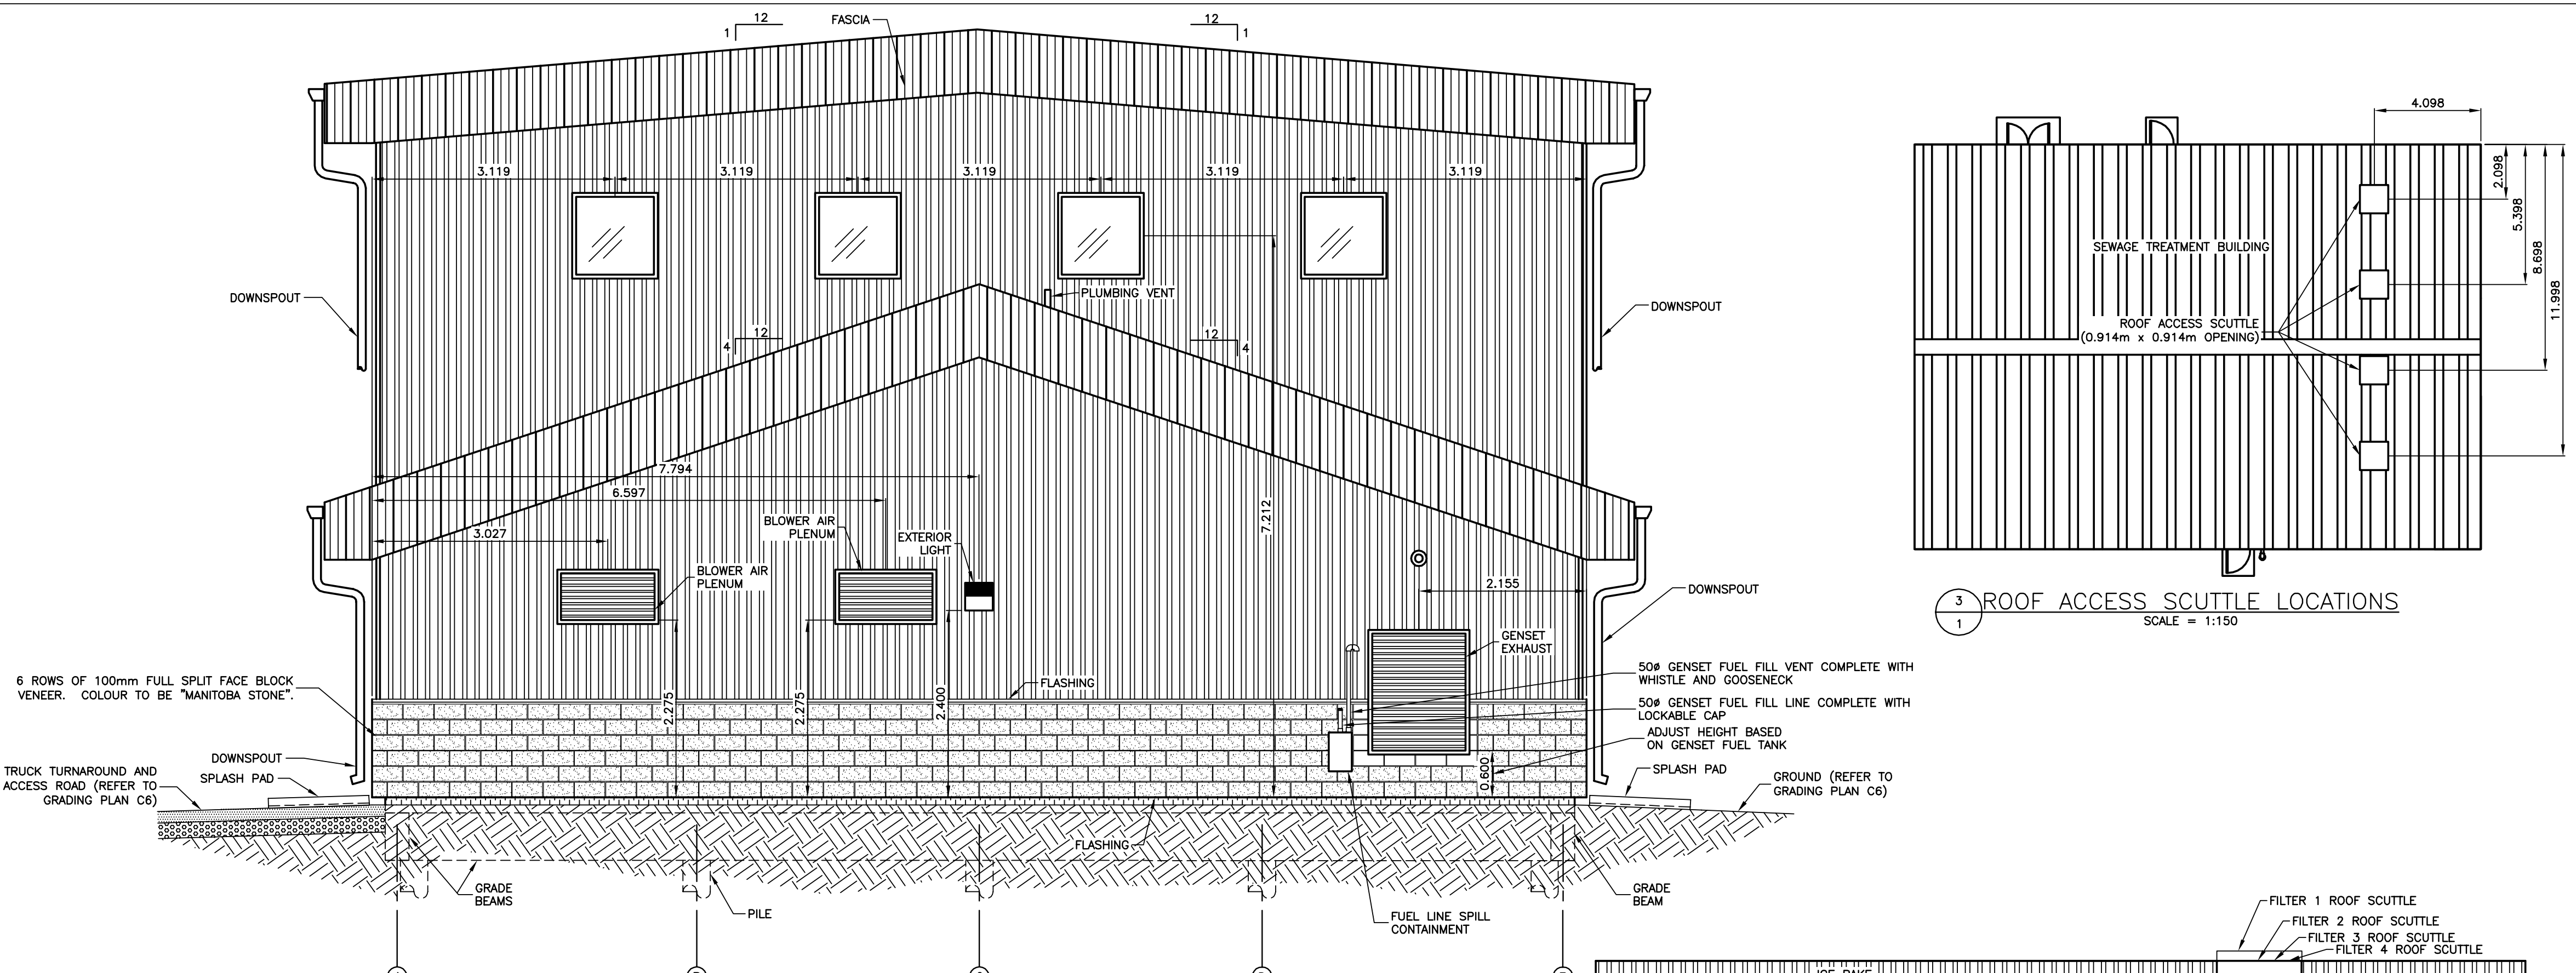 12
1
FASCIA
12
1
3.119
3.119
3.119
3.119
3.119
DOWNSPOUT
PLUMBING VENT
DOWNSPOUT
12
4
12
4
7.794
6.597
3.027
7.212
BLOWER AIR
PLENUM
EXTERIOR
LIGHT
BLOWER AIR
PLENUM
2.155
DOWNSPOUT
GENSET
EXHAUST
6 ROWS OF 100mm FULL SPLIT FACE BLOCK
VENEER. COLOUR TO BE "MANITOBA STONE".
FLASHING
2.275
2.275
2.400
50ø GENSET FUEL FILL VENT COMPLETE WITH
WHISTLE AND GOOSENECK
50ø GENSET FUEL FILL LINE COMPLETE WITH
LOCKABLE CAP
ADJUST HEIGHT BASED
ON GENSET FUEL TANK
0.600
DOWNSPOUT
TRUCK TURNAROUND AND
ACCESS ROAD (REFER TO
GRADING PLAN C6)
SPLASH PAD
SPLASH PAD
GROUND (REFER TO
GRADING PLAN C6)
FLASHING
GRADE
BEAMS
PILE
GRADE
BEAM
FUEL LINE SPILL
CONTAINMENT
4.098
2.098
5.398
8.698
11.998
SEWAGE TREATMENT BUILDING
ROOF ACCESS SCUTTLE
(0.914m x 0.914m OPENING)
3
1
ROOF ACCESS SCUTTLE LOCATIONS
SCALE = 1:150
FILTER 1 ROOF SCUTTLE
FILTER 2 ROOF SCUTTLE
FILTER 3 ROOF SCUTTLE
FILTER 4 ROOF SCUTTLE